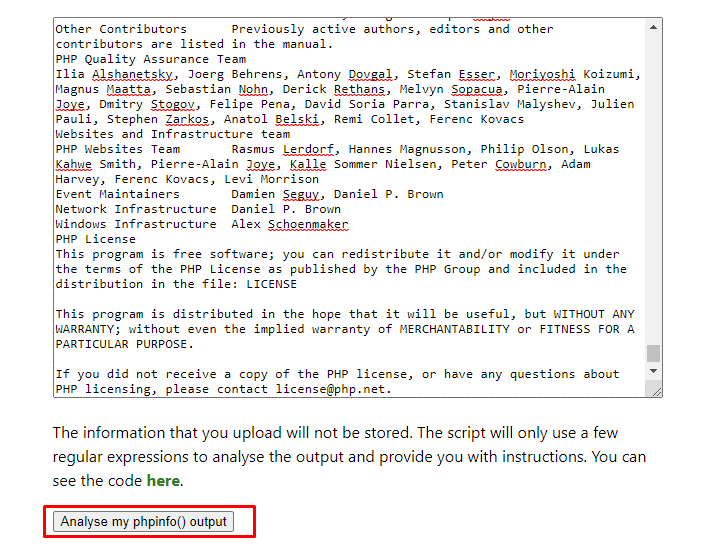 Other Contributors Previously active authors, editors and other
contributors are listed in the manual.
PHP Quality Assurance Team
Ilia Alshanetsky, Joerg Behrens, Antony Dovgal, Stefan Esser, Moriyoshi Koizumi,
Magnus Maatta, Sebastian Nohn, Derick Rethans, Melvyn Sopacua, Pierre-Alain
Joye, Dmitry Stogov, Felipe Pena, David Soria Parra, Stanislav Malyshev, Julien
Pauli, Stephen Zarkos, Anatol Belski, Remi Collet, Ferenc Kovacs
Websites and Infrastructure team
PHP Websites Team Rasmus Lerdorf, Hannes Magnusson, Philip Olson, Lukas
Kahwe Smith, Pierre-Alain Joye, Kalle Sommer Nielsen, Peter Cowburn, Adam
Harvey, Ferenc Kovacs, Levi Morrison
Event Maintainers Damien Seguy, Daniel P. Brown
Network Infrastructure Daniel P. Brown
Windows Infrastructure Alex Schoenmaker
PHP License
This program is free software; you can redistribute it and/or modify it under
the terms of the PHP License as published by the PHP Group and included in the
distribution in the file: LICENSE
This program is distributed in the hope that it will be useful, but WITHOUT ANY
WARRANTY; without even the implied warranty of MERCHANTABILITY or FITNESS FOR A
PARTICULAR PURPOSE.
If you did not receive a copy of the PHP license, or have any questions about
PHP licensing, please contact license@php.net.
The information that you upload will not be stored. The script will only use a few
regular expressions to analyse the output and provide you with instructions. You can
see the code here.
Analyse my phpinfo() output